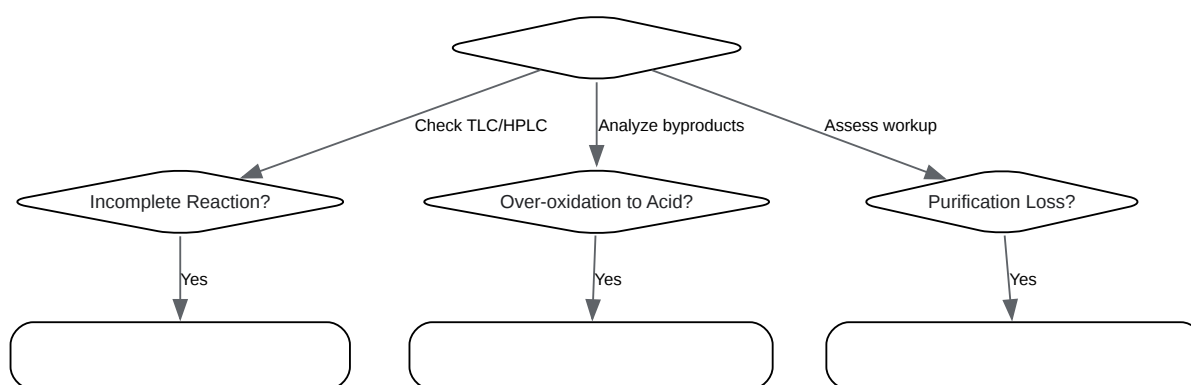 Check TLC/HPLC
Analyze byproducts
Assess workup
Incomplete Reaction?
Over-oxidation to Acid?
Purification Loss?
Yes
Yes
Yes